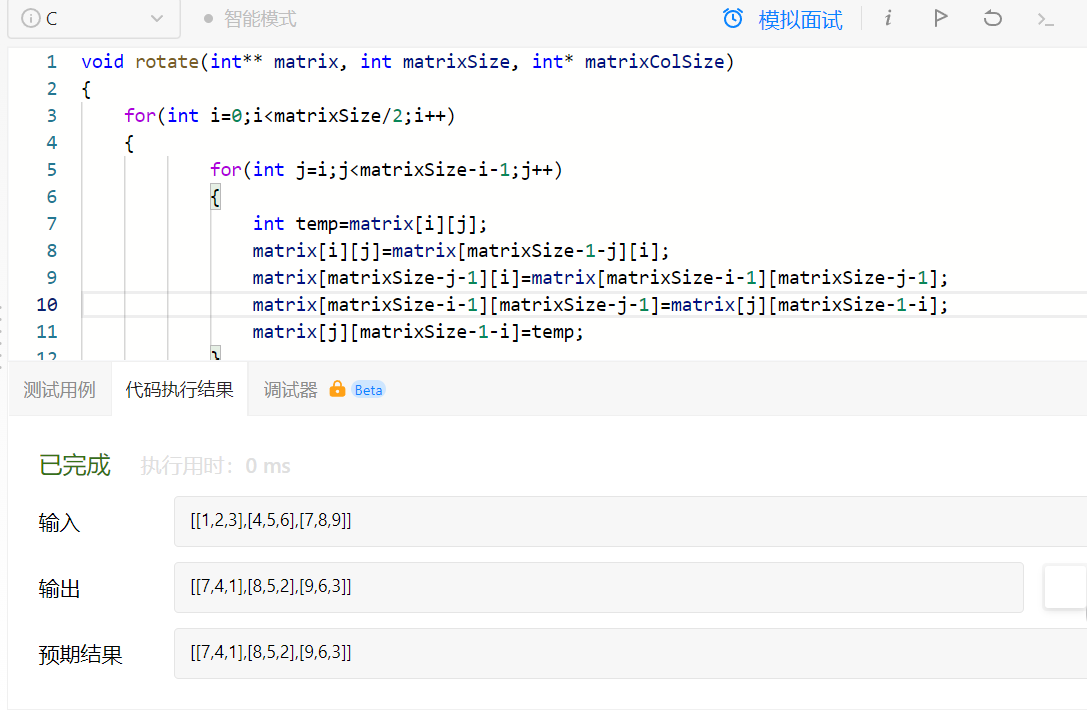 C 智能模式 模拟面试
1 void rotate(int** matrix, int matrixSize, int* matrixColSize)
2 {
3 for(int i=0;i<matrixSize/2;i++)
4 {
5 for(int j=i;j<matrixSize-i-1;j++)
6 {
7 int temp=matrix[i][j];
8 matrix[i][j]=matrix[matrixSize-1-j][i];
9 matrix[matrixSize-j-1][i]=matrix[matrixSize-i-1][matrixSize-j-1];
10 matrix[matrixSize-i-1][matrixSize-j-1]=matrix[j][matrixSize-1-i];
11 matrix[j][matrixSize-1-i]=temp;
12 }
测试用例 代码执行结果 调试器 Beta
已完成 执行用时: 0 ms
输入 [[1,2,3],[4,5,6],[7,8,9]]
输出 [[7,4,1],[8,5,2],[9,6,3]]
预期结果 [[7,4,1],[8,5,2],[9,6,3]]